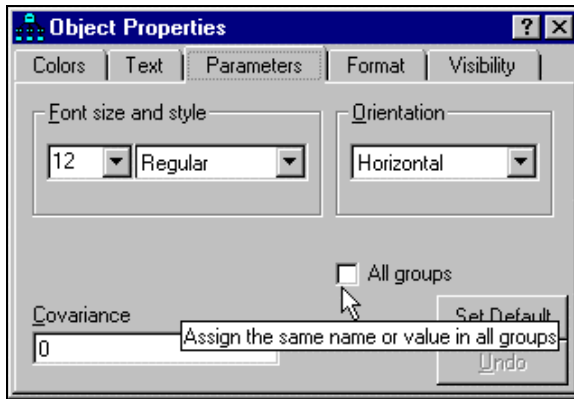 Object Properties
Colors Text Parameters Format Visibility
Font size and style Orientation
12 Regular Horizontal
All groups
Covariance Set Default
Assign the same name or value in all groups
0 Undo